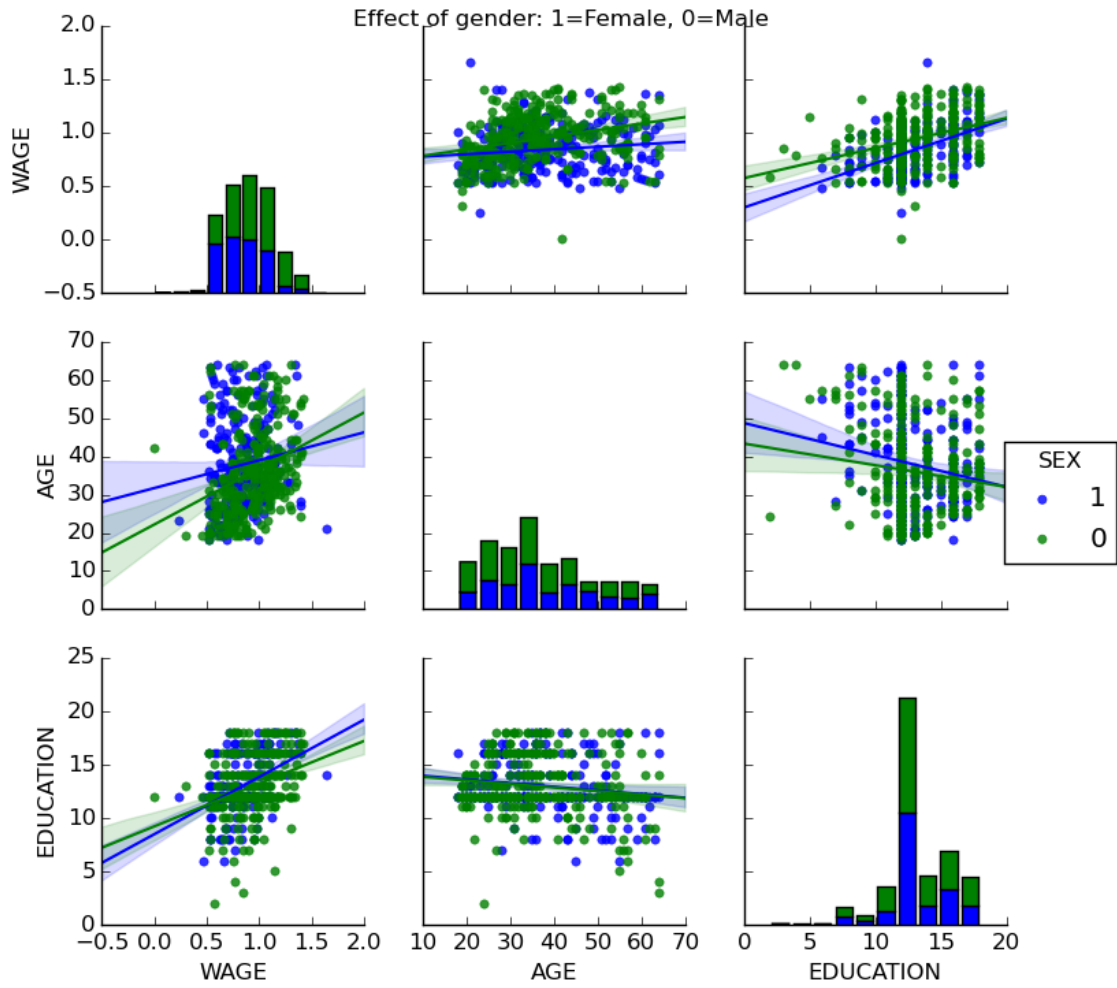 Effect of gender: 1=Female, 0=Male
2.0
1.5
1.0
0.5
0.0
−0.5
WAGE
70
60
50
40
30
20
10
0
AGE
SEX
1
0
25
20
15
10
5
0
EDUCATION
−0.5 0.0 0.5 1.0 1.5 2.0
WAGE
10 20 30 40 50 60 70
AGE
0 5 10 15 20
EDUCATION